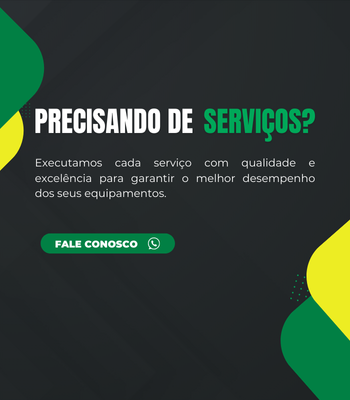 PRECISANDO DE SERVIÇOS?
Executamos cada serviço com qualidade e
excelência para garantir o melhor desempenho
dos seus equipamentos.
FALE CONOSCO